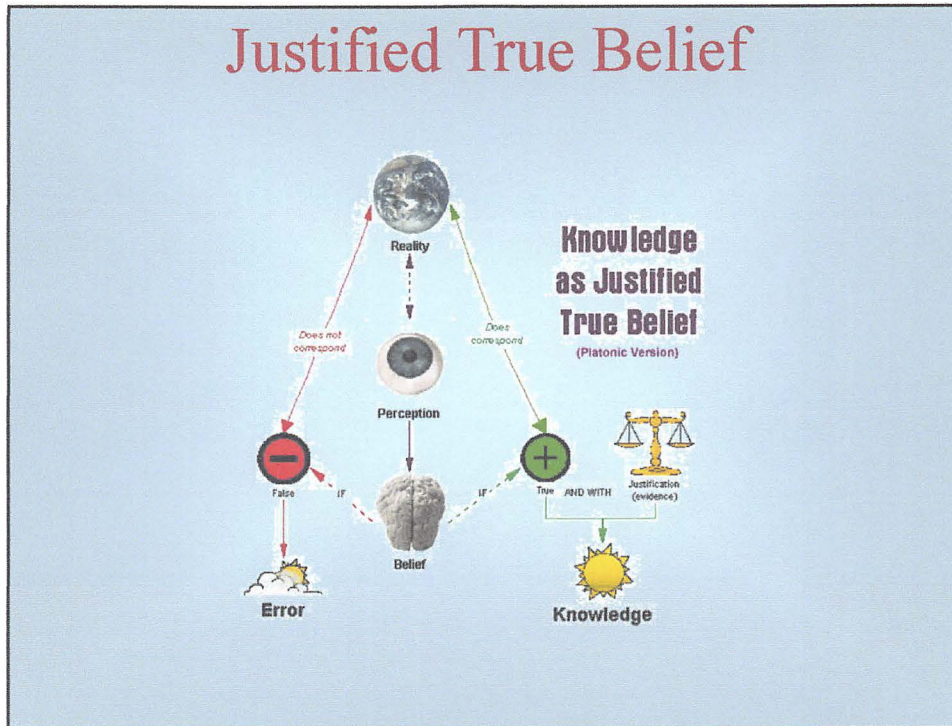 Justified True Belief
Reality
Knowledge
as Justified
True Belief
(Platonic Version)
Does not
correspond
Does
correspond
Perception
False
IF
Belief
IF
True
AND WITH
Justification
(evidence)
Error
Knowledge